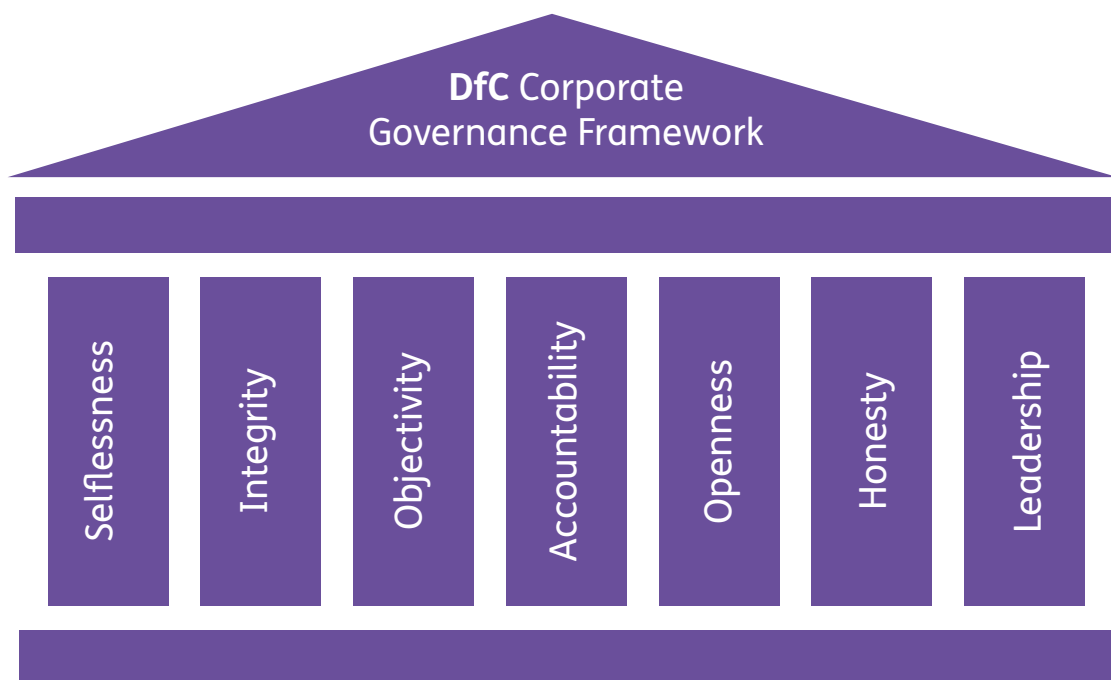 DfC Corporate
Governance Framework
Selflessness
Integrity
Objectivity
Accountability
Openness
Honesty
Leadership